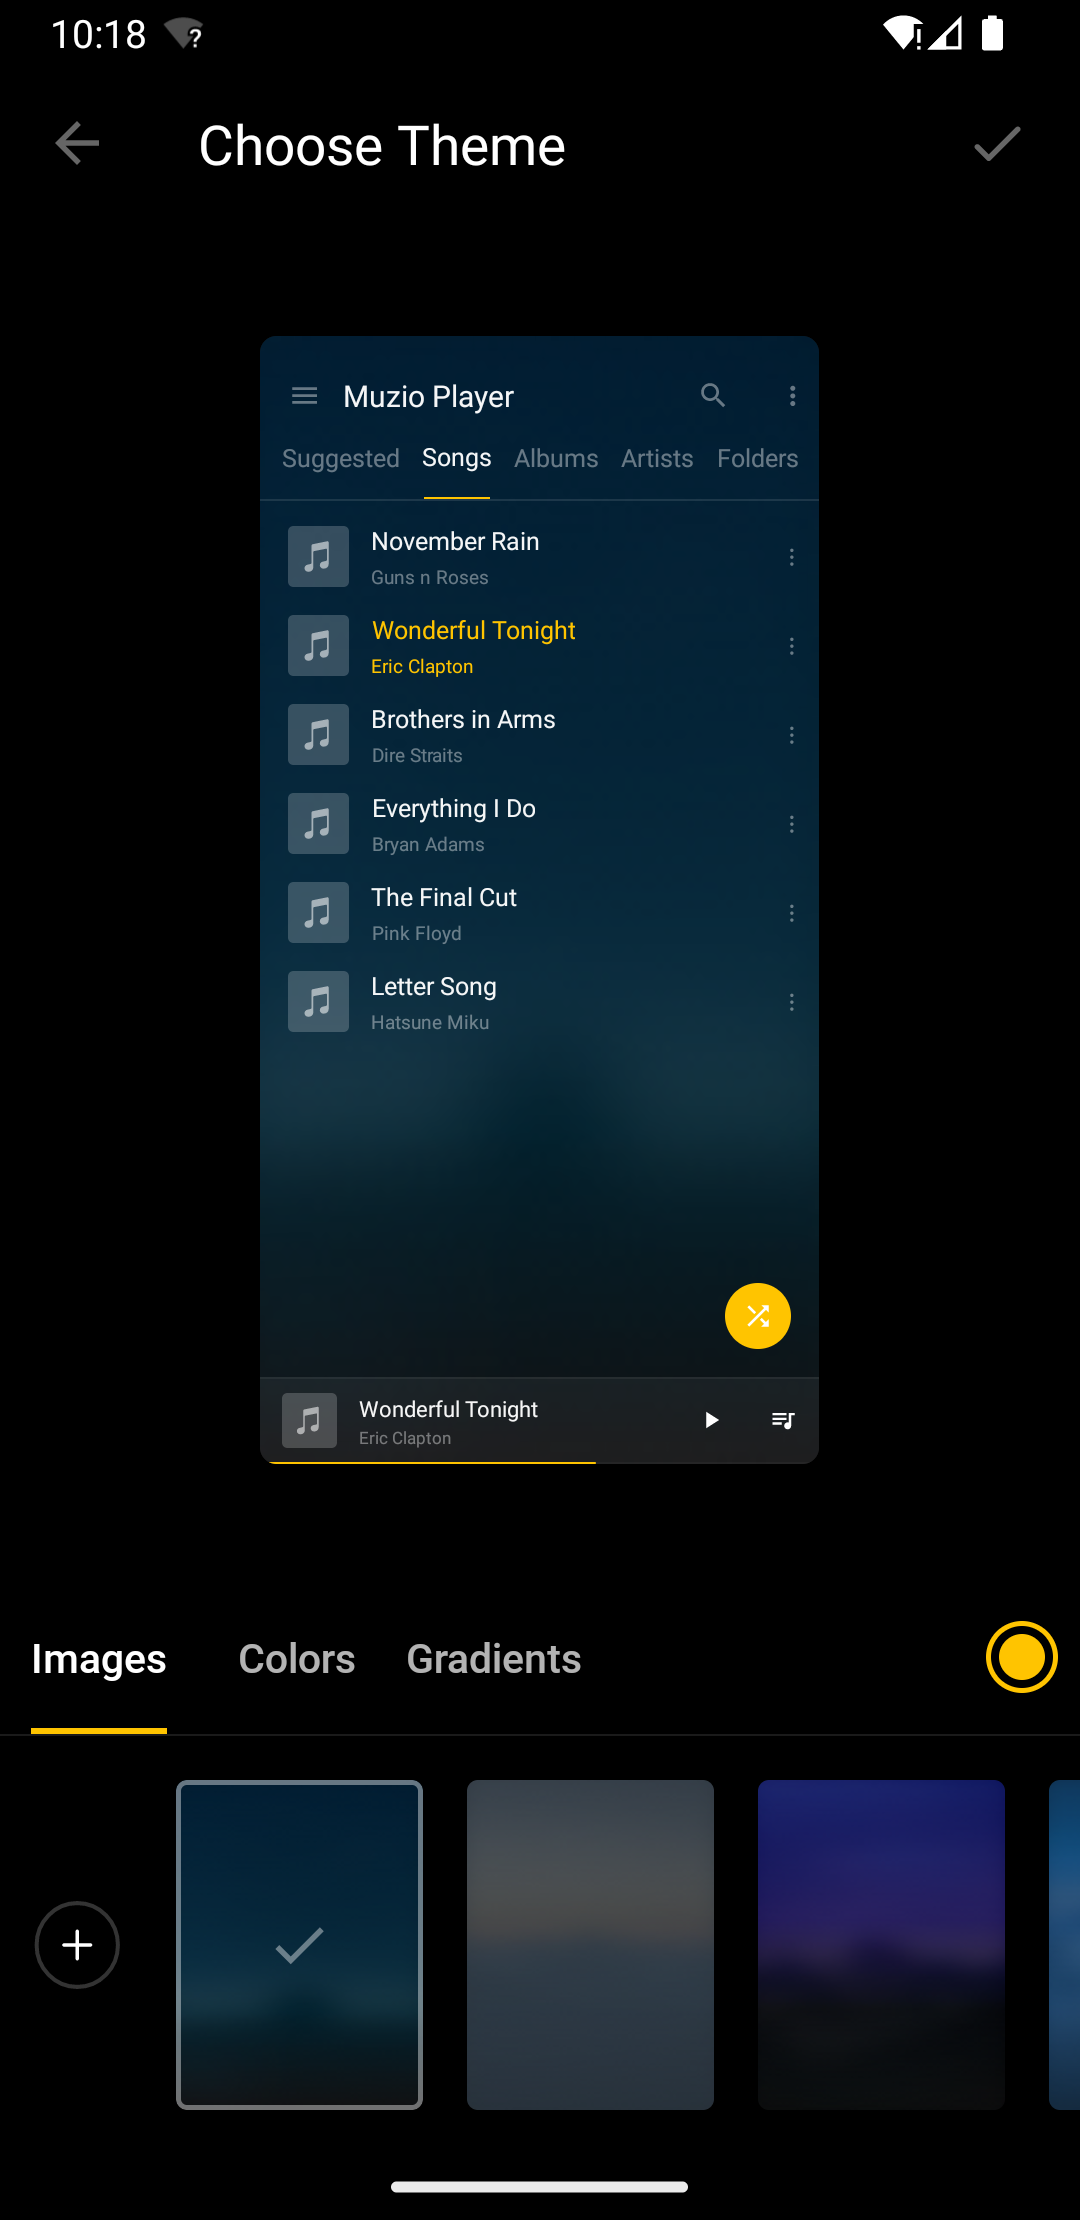 10:18
Choose Theme
Muzio Player
Suggested Songs Albums Artists Folders
November Rain
Guns n Roses
Wonderful Tonight
Eric Clapton
Brothers in Arms
Dire Straits
Everything I Do
Bryan Adams
The Final Cut
Pink Floyd
Letter Song
Hatsune Miku
Wonderful Tonight
Eric Clapton
Images Colors Gradients